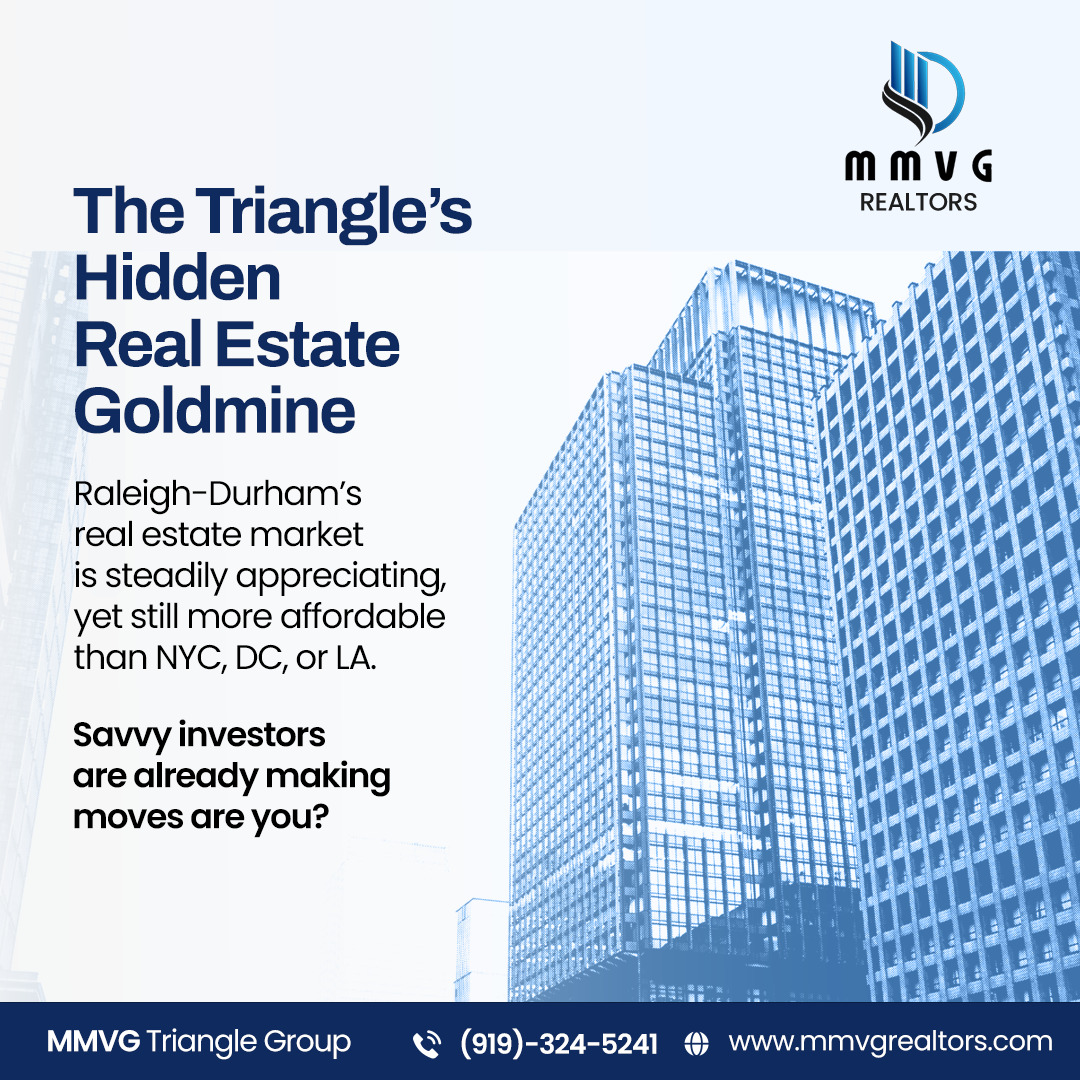 MMVG
REALTORS
The Triangle’s
Hidden
Real Estate
Goldmine
Raleigh-Durham’s
real estate market
is steadily appreciating,
yet still more affordable
than NYC, DC, or LA.
Savvy investors
are already making
moves are you?
MMVG Triangle Group
(919)-324-5241
www.mmvgrealtors.com